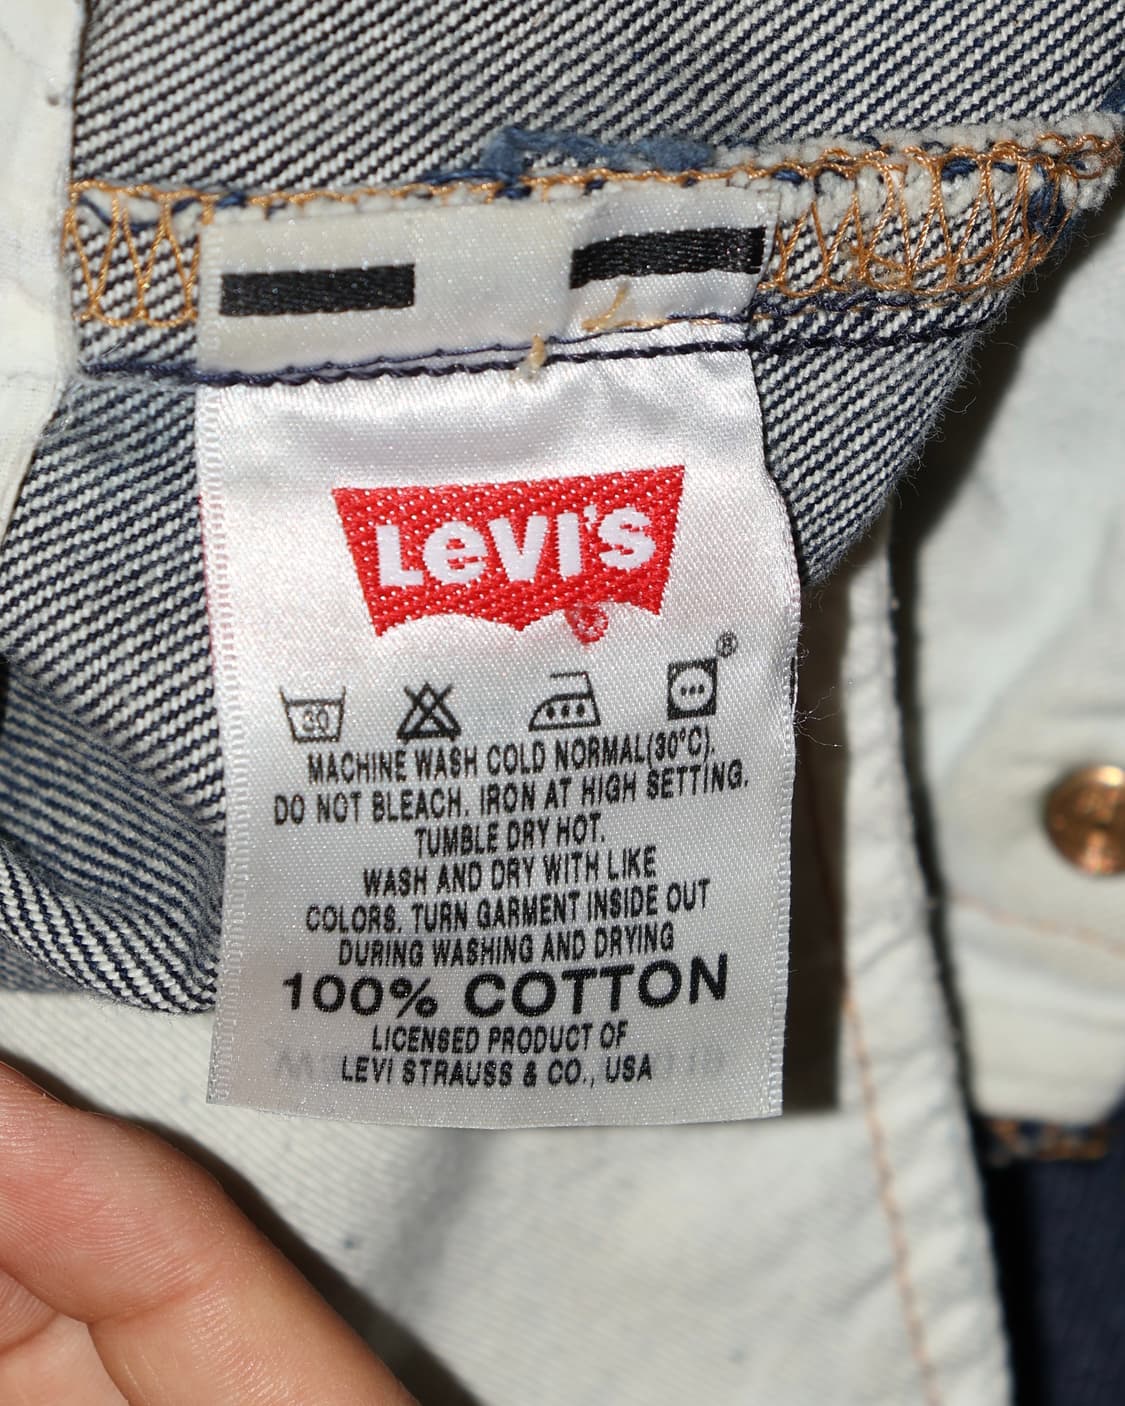 LEVI'S
®
30
MACHINE WASH COLD NORMAL(30°C).
DO NOT BLEACH. IRON AT HIGH SETTING.
TUMBLE DRY HOT.
WASH AND DRY WITH LIKE
COLORS. TURN GARMENT INSIDE OUT
DURING WASHING AND DRYING
100% COTTON
LICENSED PRODUCT OF
LEVI STRAUSS & CO., USA